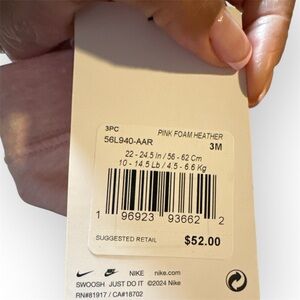 3PC PINK FOAM HEATHER
56L940-AAR 3M
22 - 24.5 In / 56 - 62 Cm
10 - 14.5 Lb / 4.5 - 6.6 Kg
1 96923 93662 2
SUGGESTED RETAIL $52.00
NIKE nike.com
SWOOSH JUST DO IT ©2024 Nike
RN#81917 / CA#18702